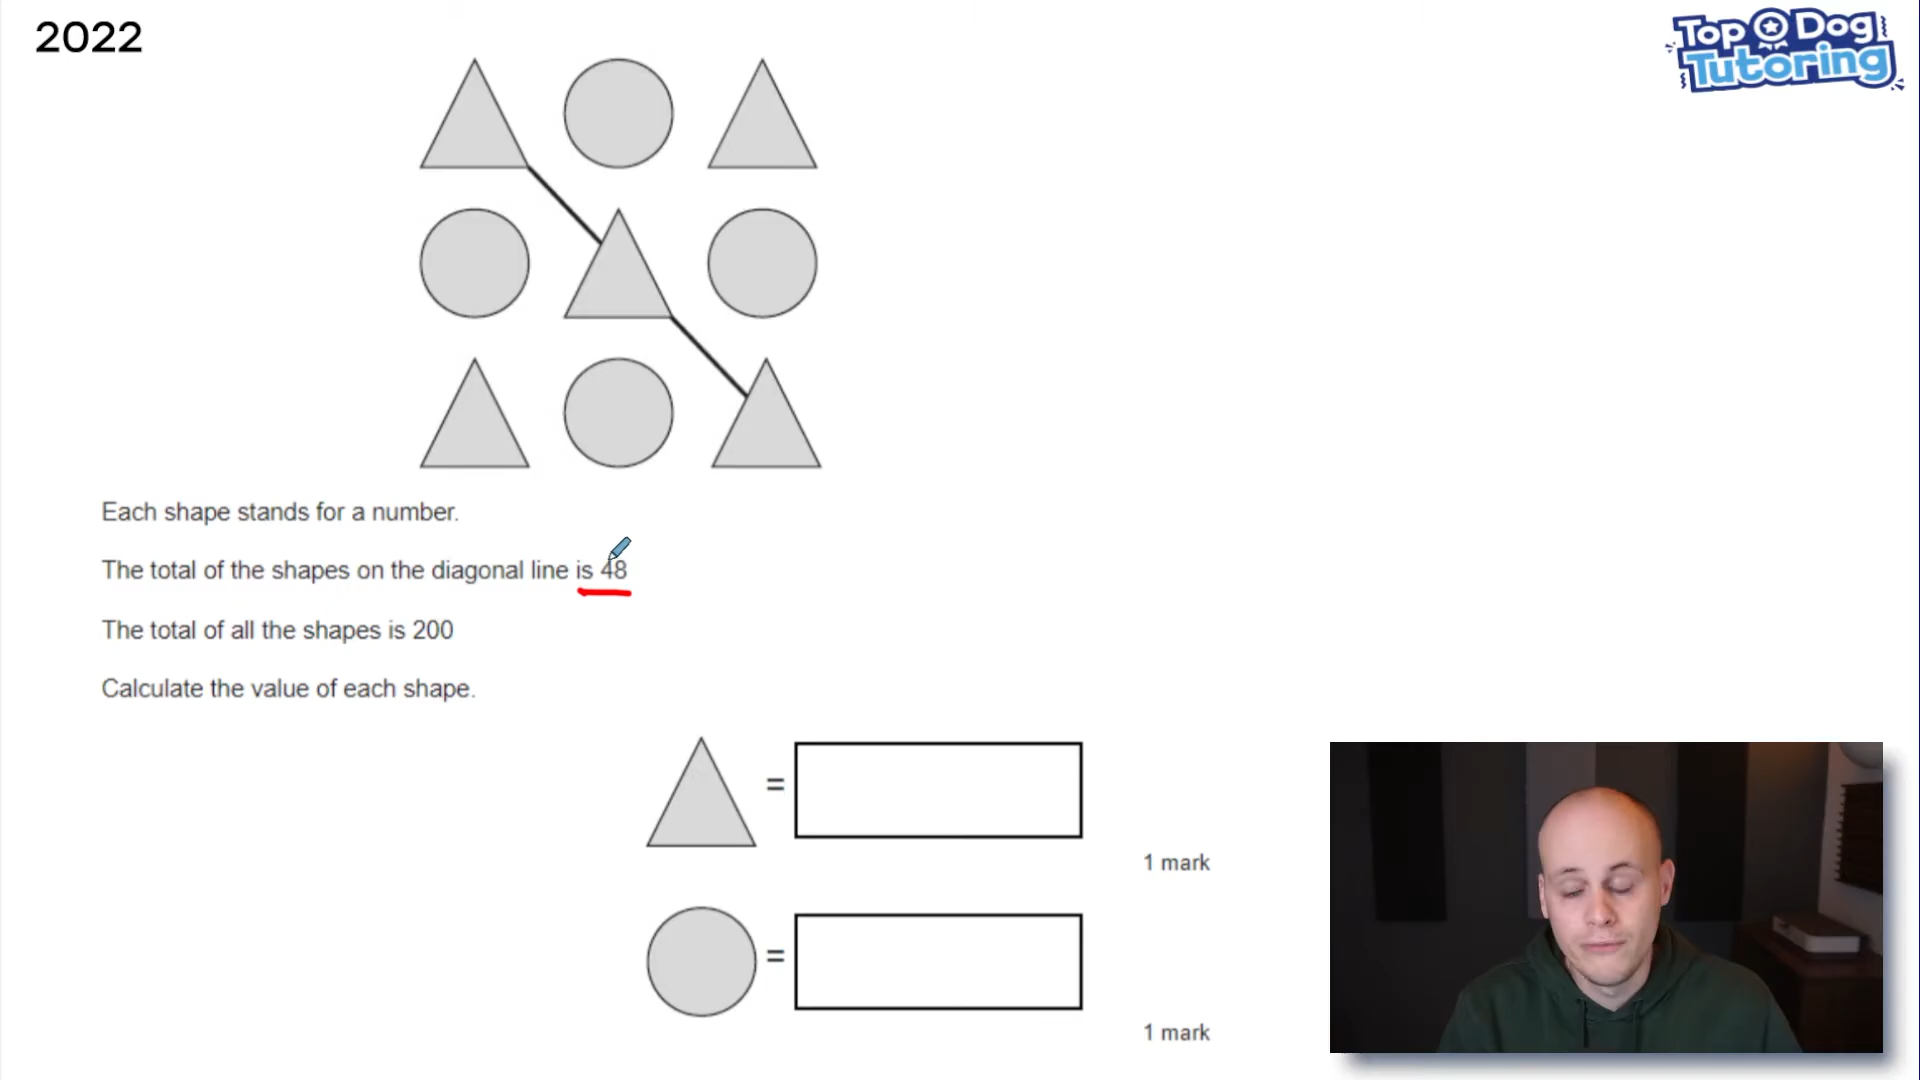 2022
Top Dog
Tutoring
Each shape stands for a number.
The total of the shapes on the diagonal line is 48
The total of all the shapes is 200
Calculate the value of each shape.
=
1 mark
=
1 mark